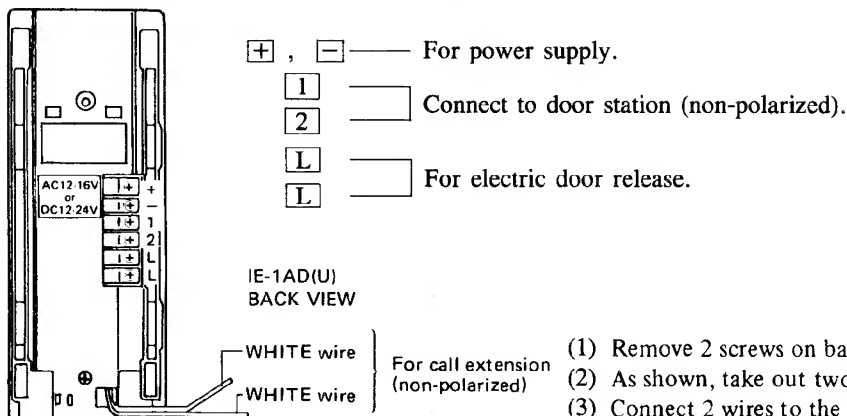 [+] , [−] For power supply.
1
2
Connect to door station (non-polarized).
L
L
For electric door release.
AC12-16V
or
DC12-24V
+
−
1
2
L
L
IE-1AD(U)
BACK VIEW
WHITE wire
WHITE wire
For call extension
(non-polarized)
(1) Remove 2 screws on ba
(2) As shown, take out two
(3) Connect 2 wires to the